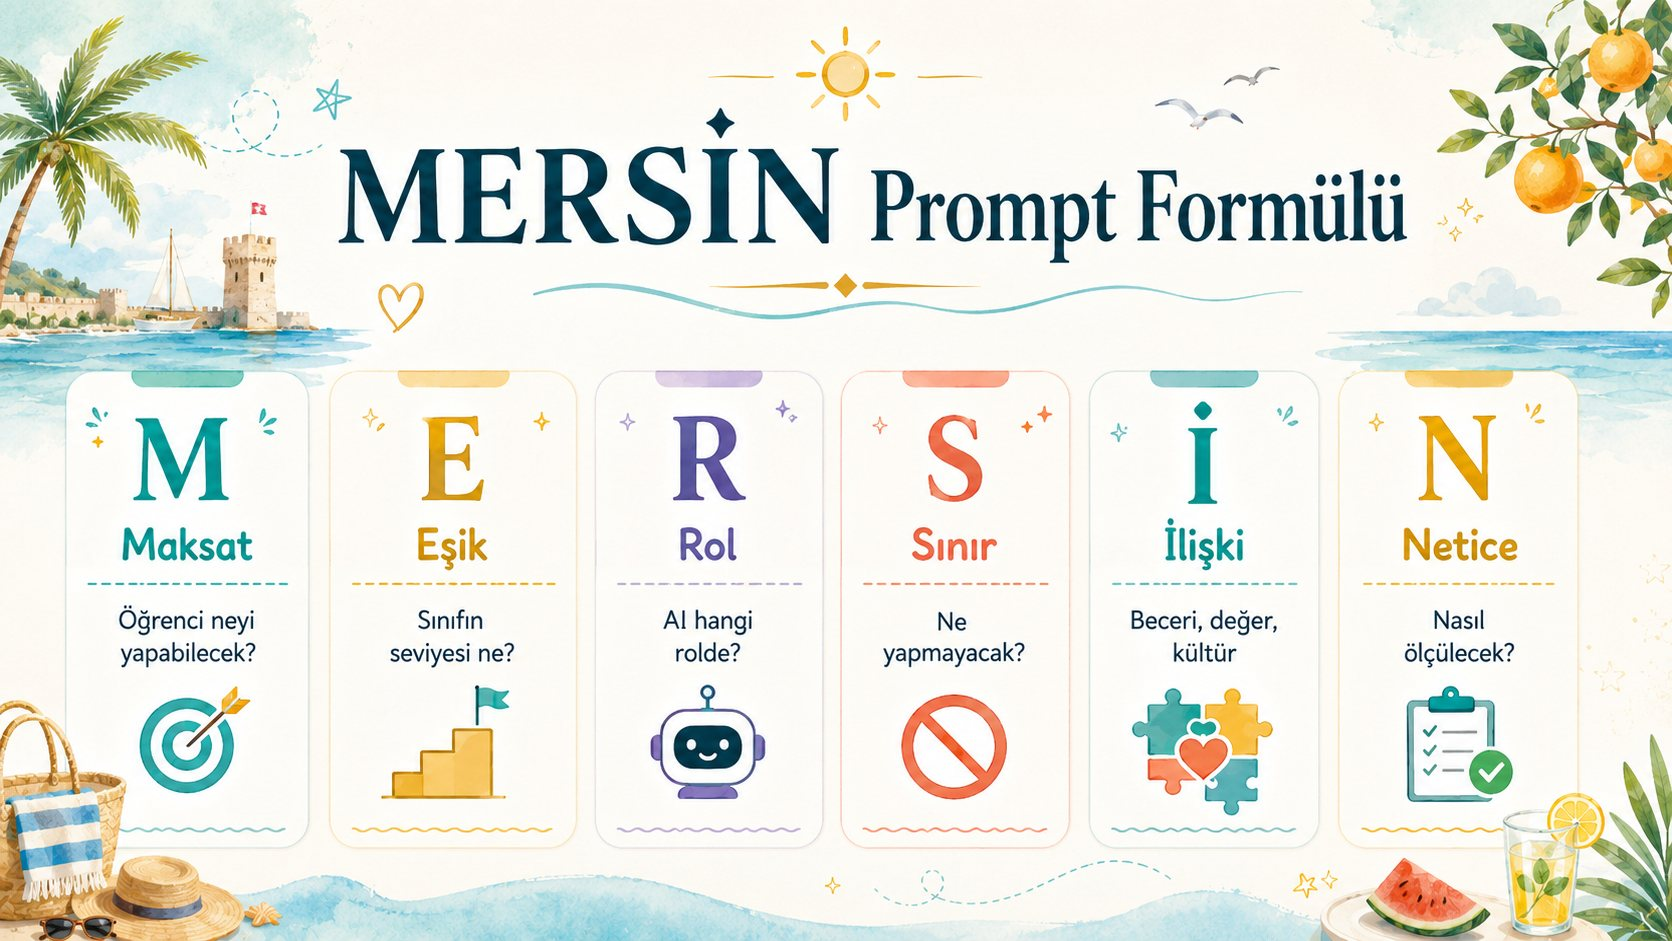 MERSİN Prompt Formülü
M
Maksat
Öğrenci neyi
yapabilecek?
E
Eşik
Sınıfın
seviyesi ne?
R
Rol
AI hangi
rolde?
S
Sınır
Ne
yapmayacak?
İ
İlişki
Beceri, değer,
kültür
N
Netice
Nasıl
ölçülecek?